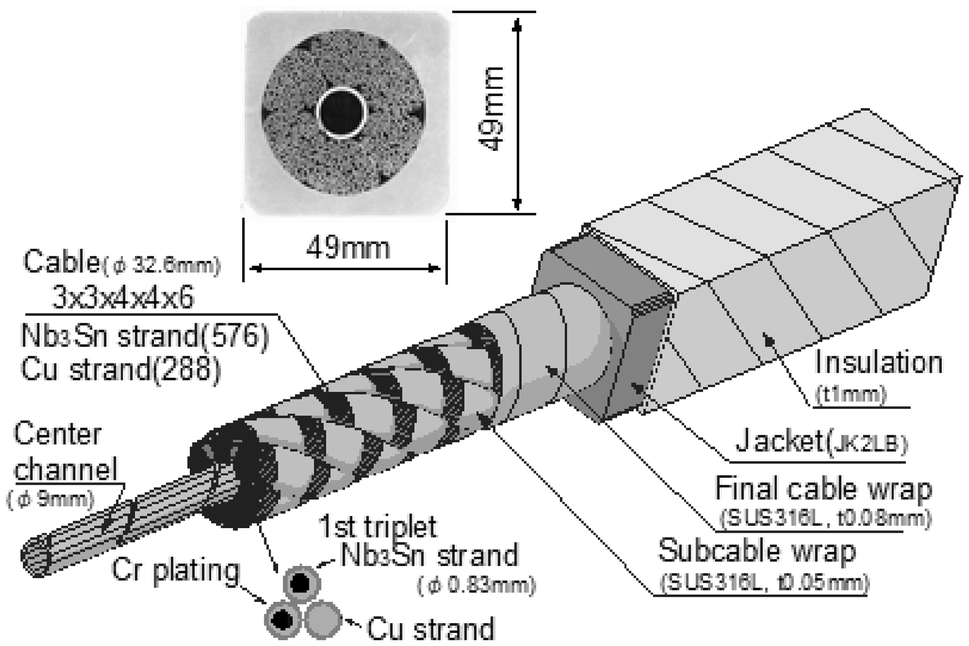 49mm
49mm
Cable(ϕ 32.6mm)
3x3x4x4x6
Nb3Sn strand(576)
Cu strand(288)
Insulation
(t1mm)
Jacket(JK2LB)
Center
channel
(ϕ 9mm)
Final cable wrap
(SUS316L, t0.08mm)
Subcable wrap
(SUS316L, t0.05mm)
1st triplet
Nb3Sn strand
(ϕ 0.83mm)
Cr plating
Cu strand